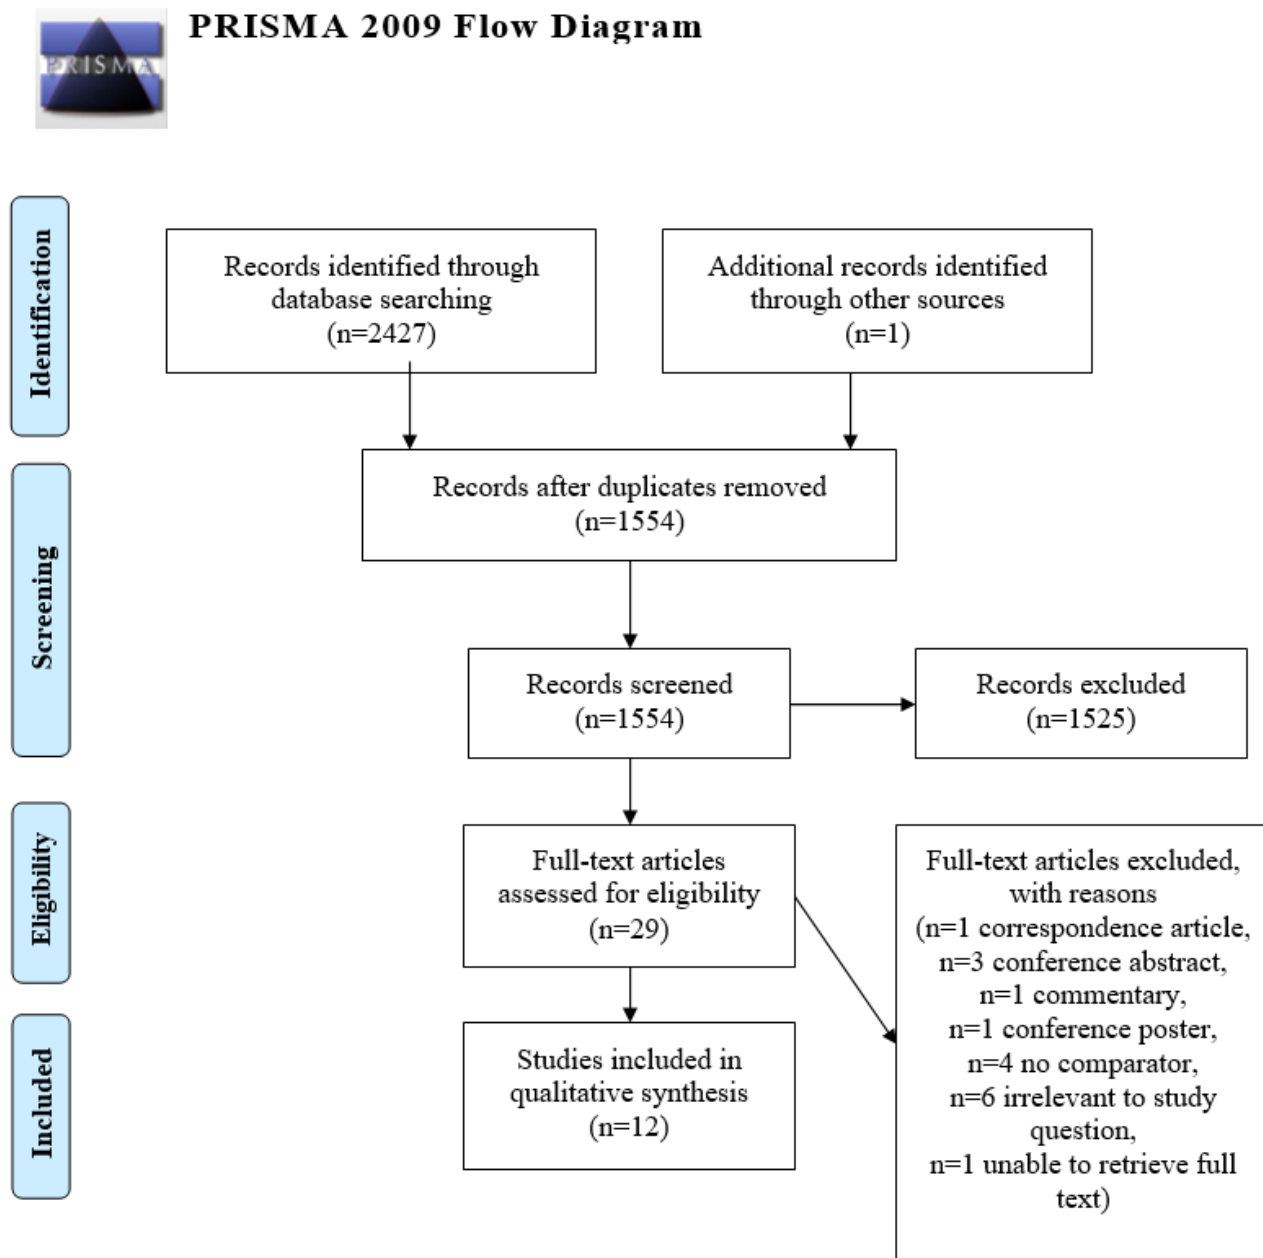 PRISMA 2009 Flow Diagram
PRISMA
Identification
Records identified through
database searching
(n=2427)
Additional records identified
through other sources
(n=1)
Screening
Records after duplicates removed
(n=1554)
Records screened
(n=1554)
Records excluded
(n=1525)
Eligibility
Full-text articles
assessed for eligibility
(n=29)
Full-text articles excluded,
with reasons
(n=1 correspondence article,
n=3 conference abstract,
n=1 commentary,
n=1 conference poster,
n=4 no comparator,
n=6 irrelevant to study
question,
n=1 unable to retrieve full
text)
Included
Studies included in
qualitative synthesis
(n=12)